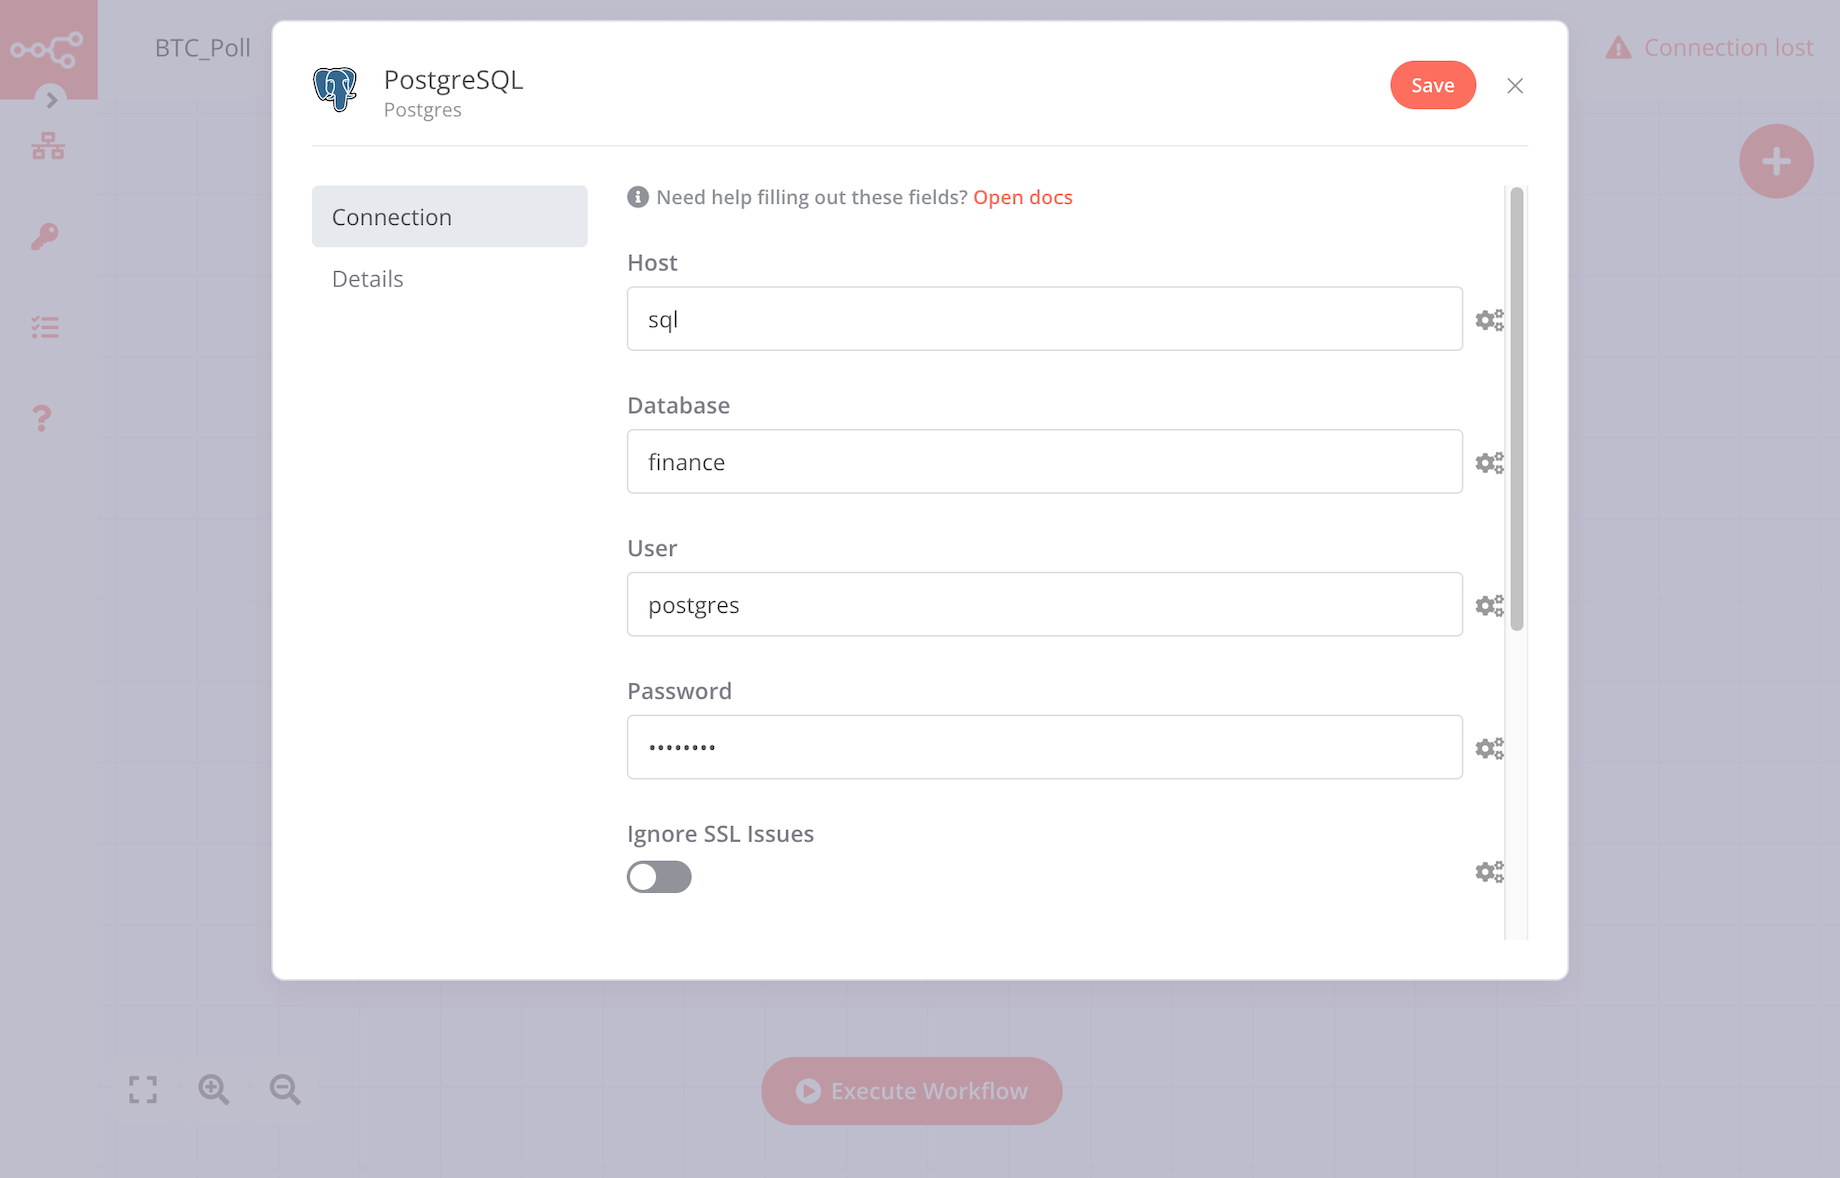 BTC_Poll
Connection lost
PostgreSQL
Postgres
Save
Connection
Details
Need help filling out these fields? Open docs
Host
sql
Database
finance
User
postgres
Password
••••••••
Ignore SSL Issues
Execute Workflow